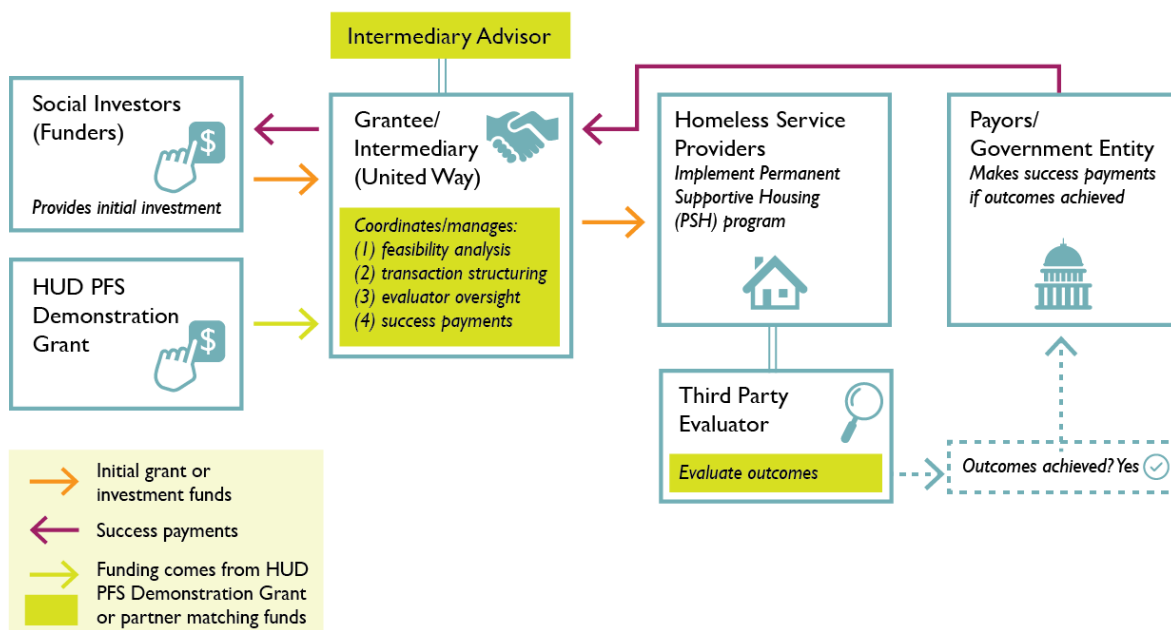 Intermediary Advisor
Social Investors
(Funders)
$
Provides initial investment
Grantee/
Intermediary
(United Way)
Coordinates/manages:
(1) feasibility analysis
(2) transaction structuring
(3) evaluator oversight
(4) success payments
Homeless Service
Providers
Implement Permanent
Supportive Housing
(PSH) program
Payors/
Government Entity
Makes success payments
if outcomes achieved
HUD PFS
Demonstration
Grant
$
Third Party
Evaluator
Evaluate outcomes
Outcomes achieved? Yes
Initial grant or
investment funds
Success payments
Funding comes from HUD
PFS Demonstration Grant
or partner matching funds